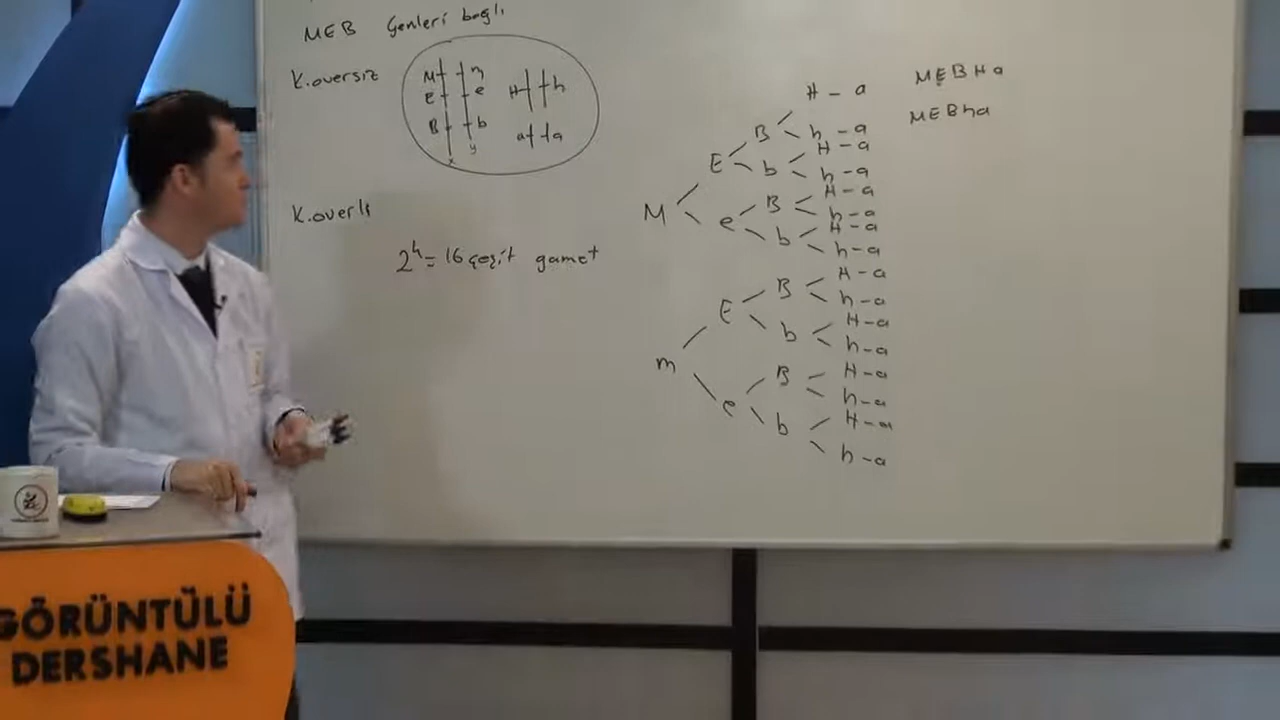 MEB Genleri bağlı
K.oversiz
M m
E e H h
B b a a
x y
K.overli
2⁴ = 16 çeşit gamet
H - a
B h - a
E b H - a
h - a
M e B H - a
h - a
b H - a
h - a
E B H - a
h - a
b H - a
h - a
m e B H - a
h - a
b H - a
h - a
MEBHa
MEBha
GÖRÜNTÜLÜ
DERSHANE